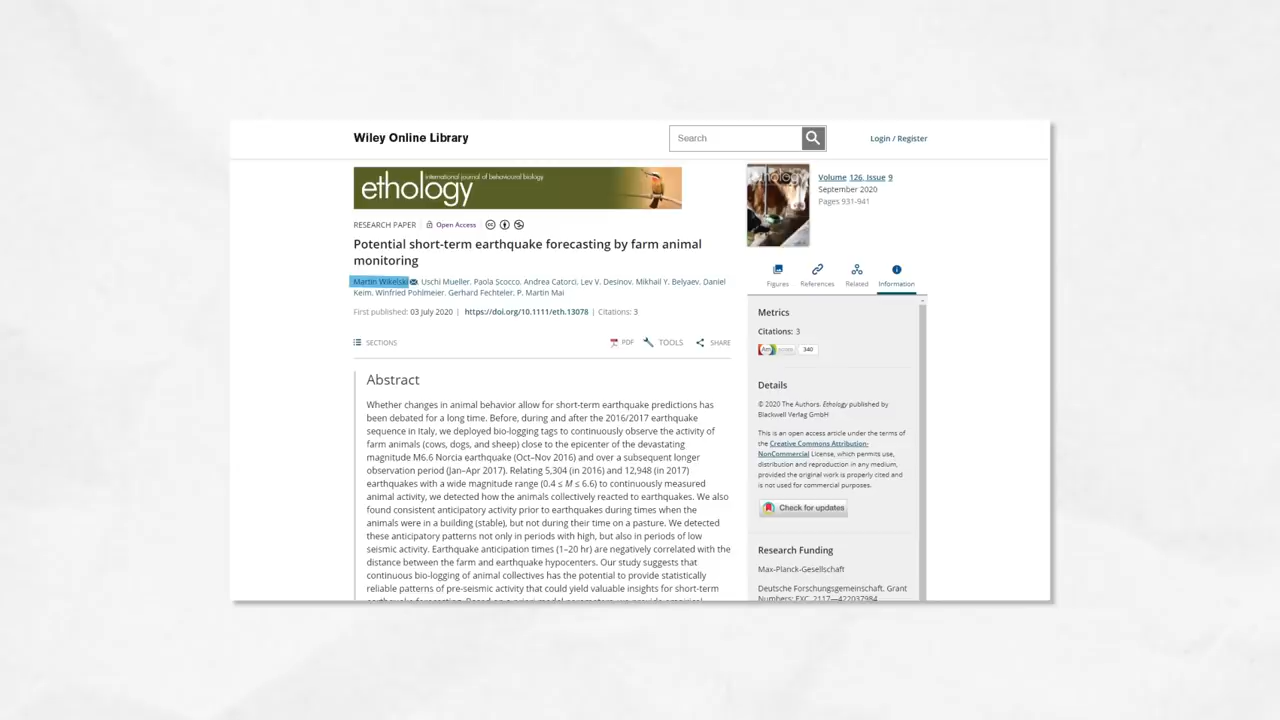 Wiley Online Library
Search
Login / Register
international journal of behavioural biology
ethology
RESEARCH PAPER
Open Access
Potential short-term earthquake forecasting by farm animal
monitoring
Martin Wikelski, Uschi Mueller, Paola Scocco, Andrea Catorci, Lev V. Desinov, Mikhail Y. Belyaev, Daniel
Keim, Winfried Pohlmeier, Gerhard Fechteler, P. Martin Mai
First published: 03 July 2020 | https://doi.org/10.1111/eth.13078 | Citations: 3
SECTIONS
PDF
TOOLS
SHARE
Abstract
Whether changes in animal behavior allow for short-term earthquake predictions has
been debated for a long time. Before, during and after the 2016/2017 earthquake
sequence in Italy, we deployed bio-logging tags to continuously observe the activity of
farm animals (cows, dogs, and sheep) close to the epicenter of the devastating
magnitude M6.6 Norcia earthquake (Oct–Nov 2016) and over a subsequent longer
observation period (Jan–Apr 2017). Relating 5,304 (in 2016) and 12,948 (in 2017)
earthquakes with a wide magnitude range (0.4 ≤ M ≤ 6.6) to continuously measured
animal activity, we detected how the animals collectively reacted to earthquakes. We also
found consistent anticipatory activity prior to earthquakes during times when the
animals were in a building (stable), but not during their time on a pasture. We detected
these anticipatory patterns not only in periods with high, but also in periods of low
seismic activity. Earthquake anticipation times (1–20 hr) are negatively correlated with the
distance between the farm and earthquake hypocenters. Our study suggests that
continuous bio-logging of animal collectives has the potential to provide statistically
reliable patterns of pre-seismic activity that could yield valuable insights for short-term
ethology
Volume 126, Issue 9
September 2020
Pages 931-941
Figures
References
Related
Information
Metrics
Citations: 3
Am
340
Details
© 2020 The Authors. Ethology published by
Blackwell Verlag GmbH
This is an open access article under the terms of
the Creative Commons Attribution-
NonCommercial License, which permits use,
distribution and reproduction in any medium,
provided the original work is properly cited and
is not used for commercial purposes.
Check for updates
Research Funding
Max-Planck-Gesellschaft
Deutsche Forschungsgemeinschaft. Grant
Numbers: EXC, 2117—422037984